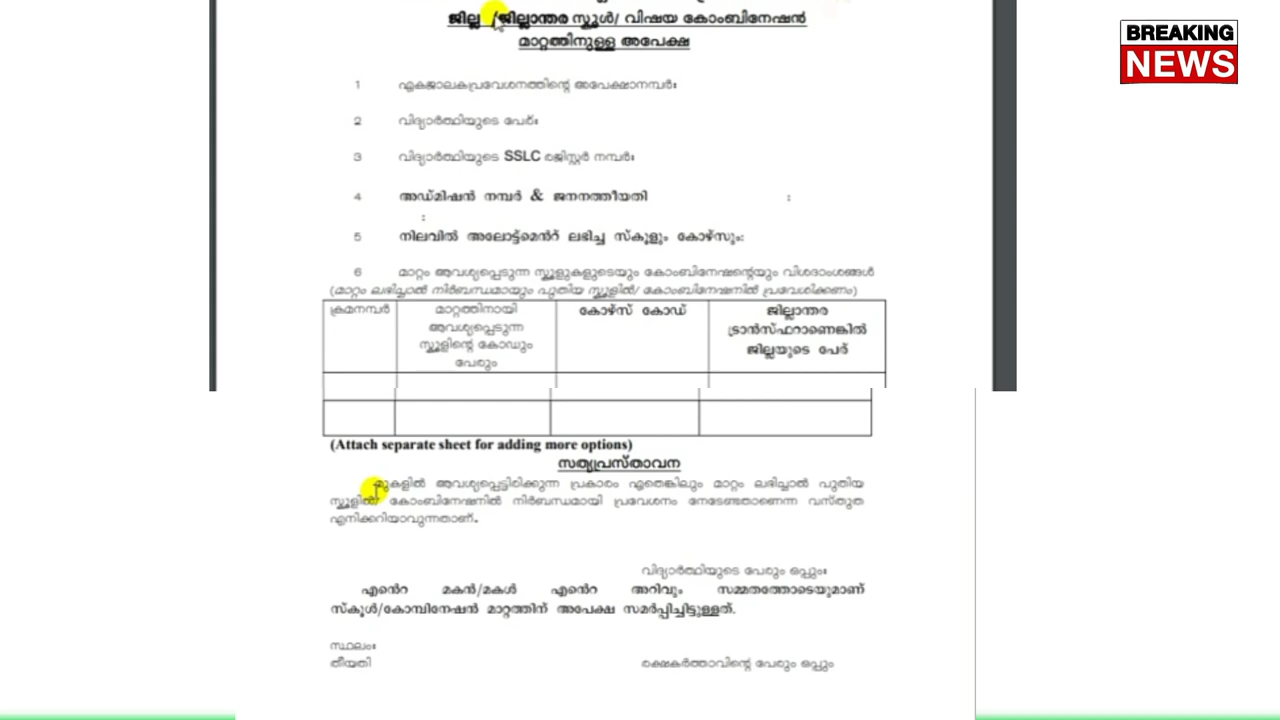 ജില്ല /ജില്ലാന്തര സ്കൂൾ/ വിഷയ കോംബിനേഷൻ
മാറ്റത്തിനുള്ള അപേക്ഷ
BREAKING
NEWS
1 ഏകജാലകപ്രവേശനത്തിന്റെ അപേക്ഷാനമ്പർ:
2 വിദ്യാർത്ഥിയുടെ പേര്:
3 വിദ്യാർത്ഥിയുടെ SSLC രജിസ്റ്റർ നമ്പർ:
4 അഡ്മിഷൻ നമ്പർ & ജനനത്തീയതി :
:
5 നിലവിൽ അലോട്ട്മെൻറ് ലഭിച്ച സ്കൂളും കോഴ്സും:
6 മാറ്റം ആവശ്യപ്പെടുന്ന സ്കൂളുകളുടെയും കോംബിനേഷന്റെയും വിശദാംശങ്ങൾ
(മാറ്റം ലഭിച്ചാൽ നിർബന്ധമായും പുതിയ സ്കൂളിൽ/ കോംബിനേഷനിൽ പ്രവേശിക്കണം)
ക്രമനമ്പർ മാറ്റത്തിനായി കോഴ്സ് കോഡ് ജില്ലാന്തര
ആവശ്യപ്പെടുന്ന ട്രാൻസ്ഫറാണെങ്കിൽ
സ്കൂളിന്റെ കോഡും ജില്ലയുടെ പേര്
പേരും
(Attach separate sheet for adding more options)
സത്യപ്രസ്താവന
മുകളിൽ ആവശ്യപ്പെട്ടിരിക്കുന്ന പ്രകാരം ഏതെങ്കിലും മാറ്റം ലഭിച്ചാൽ പുതിയ
സ്കൂളിൽ/ കോംബിനേഷനിൽ നിർബന്ധമായി പ്രവേശനം നേടേണ്ടതാണെന്ന വസ്തുത
എനിക്കറിയാവുന്നതാണ്.
വിദ്യാർത്ഥിയുടെ പേരും ഒപ്പും:
എൻെറ മകൻ/മകൾ എൻെറ അറിവും സമ്മതത്തോടെയുമാണ്
സ്കൂൾ/കോമ്പിനേഷൻ മാറ്റത്തിന് അപേക്ഷ സമർപ്പിച്ചിട്ടുള്ളത്.
സ്ഥലം:
തീയതി രക്ഷകർത്താവിന്റെ പേരും ഒപ്പും